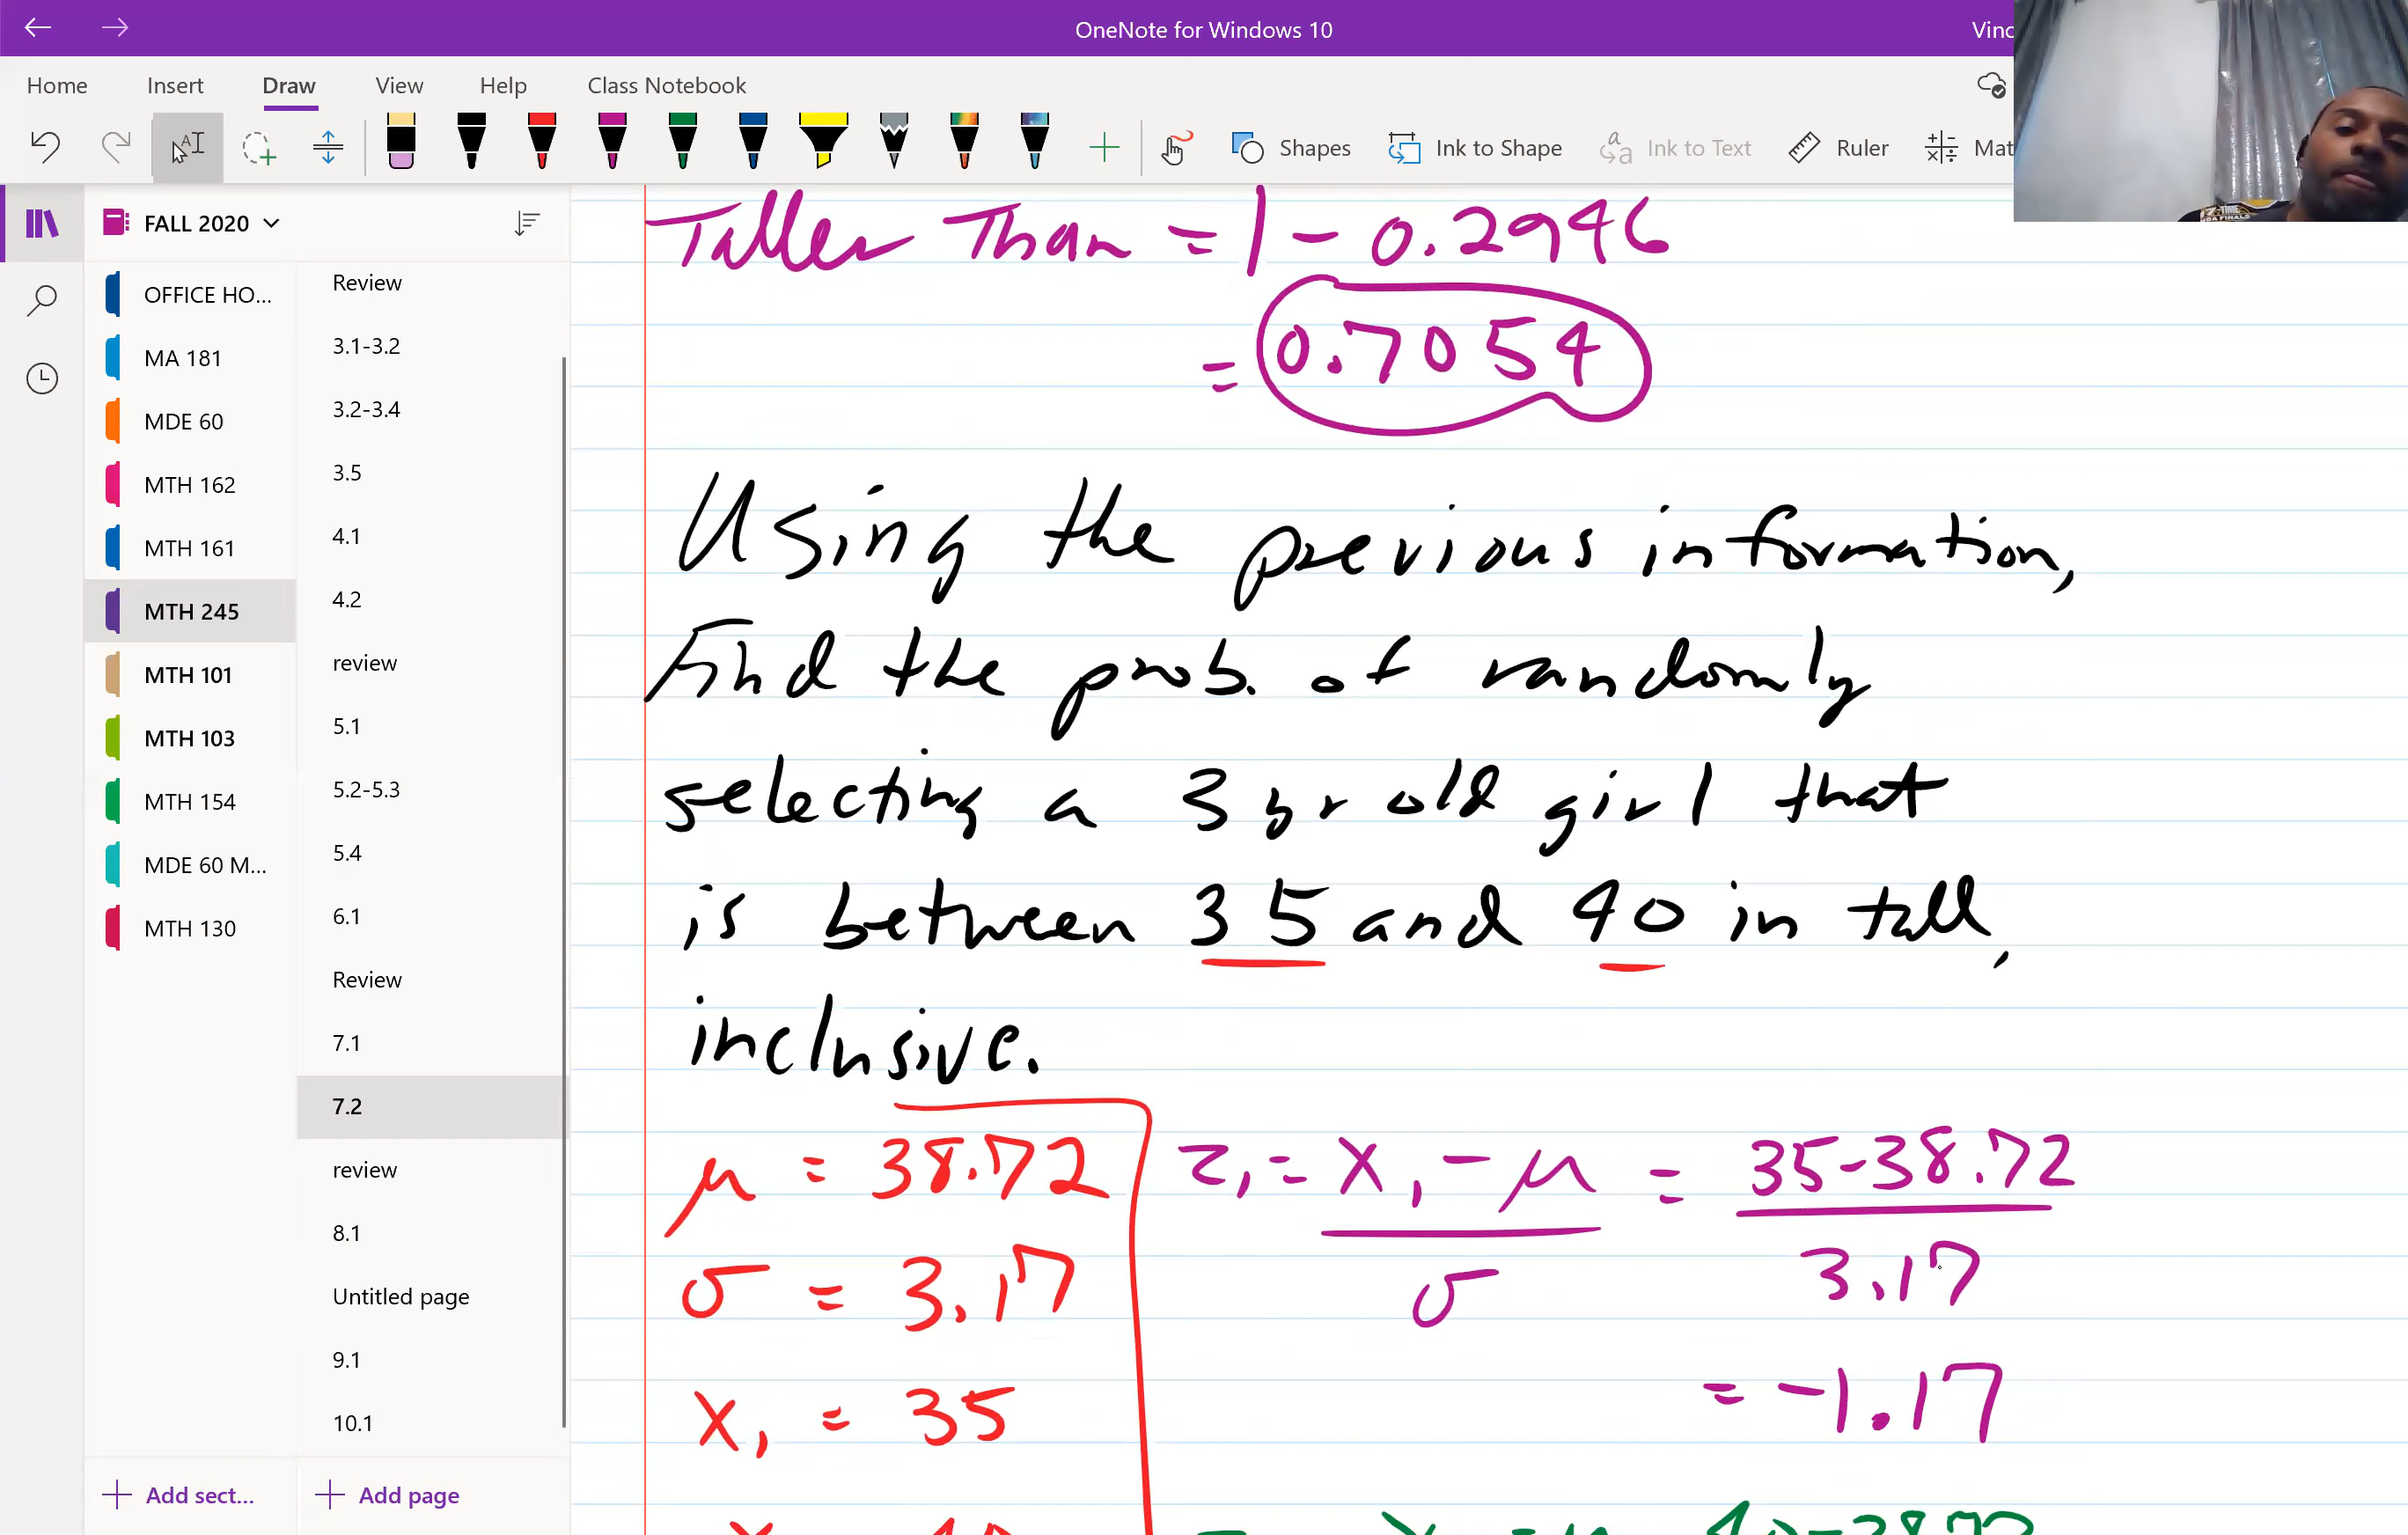 OneNote for Windows 10
Vinc
Home Insert Draw View Help Class Notebook
Shapes Ink to Shape Ink to Text Ruler Mat
FALL 2020
OFFICE HO...
MA 181
MDE 60
MTH 162
MTH 161
MTH 245
MTH 101
MTH 103
MTH 154
MDE 60 M...
MTH 130
Add sect...
Review
3.1-3.2
3.2-3.4
3.5
4.1
4.2
review
5.1
5.2-5.3
5.4
6.1
Review
7.1
7.2
review
8.1
Untitled page
9.1
10.1
Add page
Taller Than = 1 - 0.2946
= 0.7054
Using the previous information,
find the prob. of randomly
selecting a 3 yr old girl that
is between 35 and 40 in tall,
inclusive.
μ = 38.72
σ = 3.17
x₁ = 35
z₁ = x₁ - μ / σ = 35-38.72 / 3.17
= -1.17